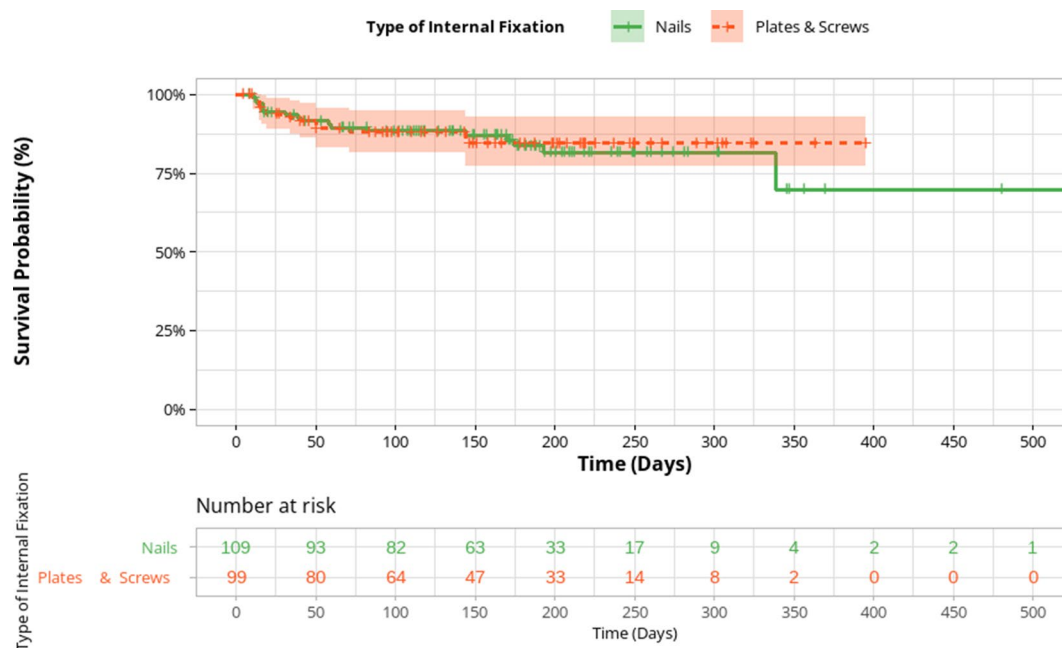 Type of Internal Fixation Nails Plates & Screws
Survival Probability (%)
100%
75%
50%
25%
0%
0 50 100 150 200 250 300 350 400 450 500
Time (Days)
Type of Internal Fixation
Number at risk
Nails 109 93 82 63 33 17 9 4 2 2 1
Plates & Screws 99 80 64 47 33 14 8 2 0 0 0
0 50 100 150 200 250 300 350 400 450 500
Time (Days)